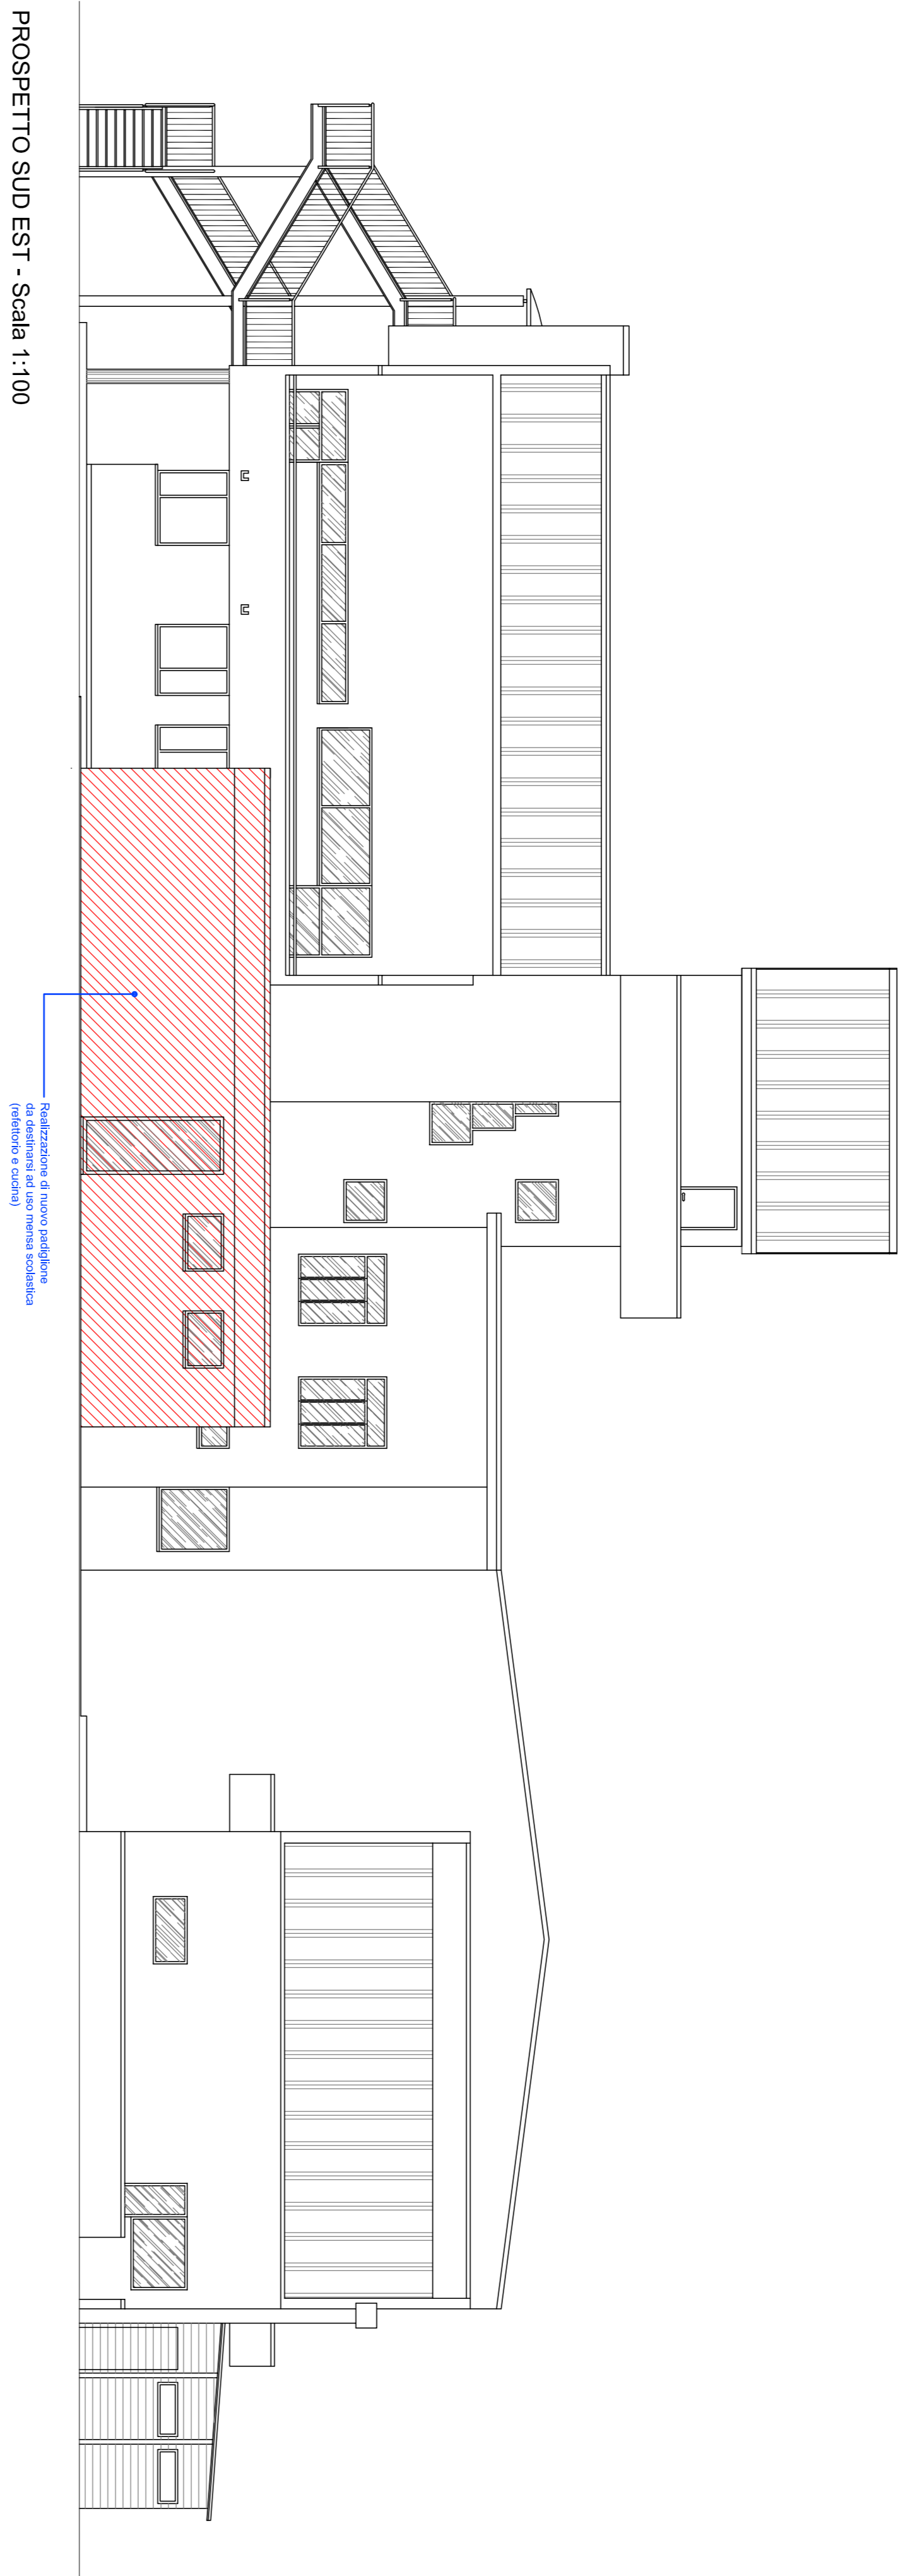 PROSPETTO SUD EST - Scala 1:100
Realizzazione di nuovo padiglione
da destinarsi ad uso mensa scolastica
(refettorio e cucina)